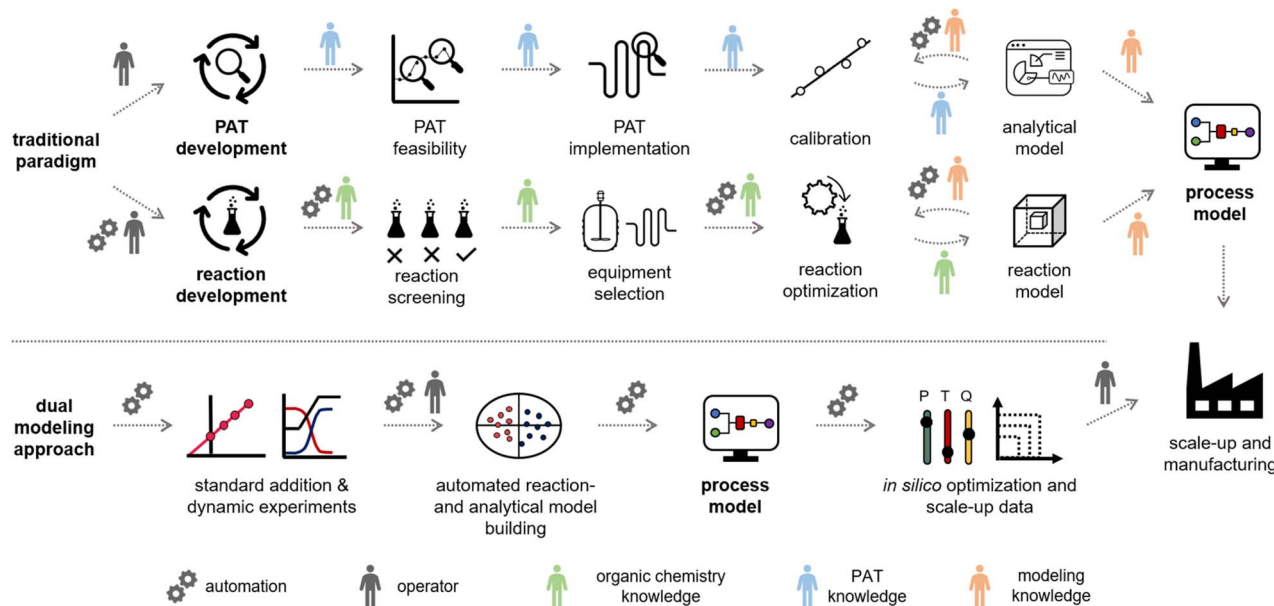 traditional
paradigm
PAT
development
PAT
feasibility
PAT
implementation
calibration
analytical
model
process
model
reaction
development
reaction
screening
equipment
selection
reaction
optimization
reaction
model
dual
modeling
approach
standard addition &
dynamic experiments
automated reaction-
and analytical model
building
process
model
P T Q
in silico optimization and
scale-up data
scale-up and
manufacturing
automation
operator
organic chemistry
knowledge
PAT
knowledge
modeling
knowledge